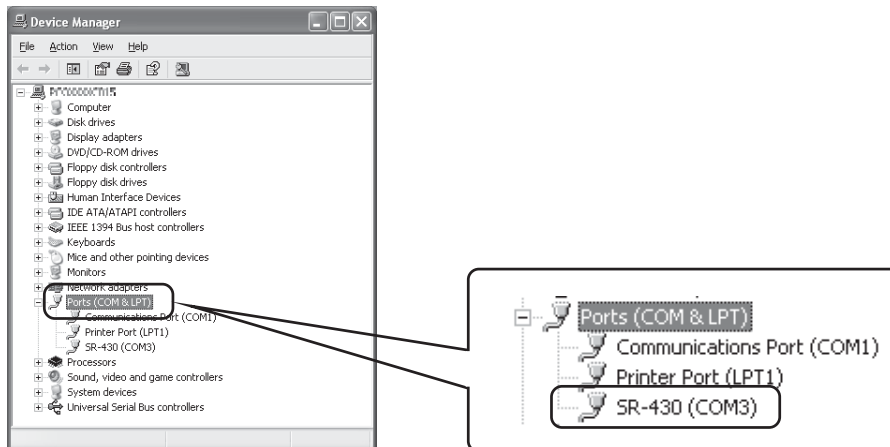 Device Manager
File Action View Help
Computer
Disk drives
Display adapters
DVD/CD-ROM drives
Floppy disk controllers
Floppy disk drives
Human Interface Devices
IDE ATA/ATAPI controllers
IEEE 1394 Bus host controllers
Keyboards
Mice and other pointing devices
Monitors
Network adapters
Ports (COM & LPT)
Communications Port (COM1)
Printer Port (LPT1)
SR-430 (COM3)
Processors
Sound, video and game controllers
System devices
Universal Serial Bus controllers
Ports (COM & LPT)
Communications Port (COM1)
Printer Port (LPT1)
SR-430 (COM3)